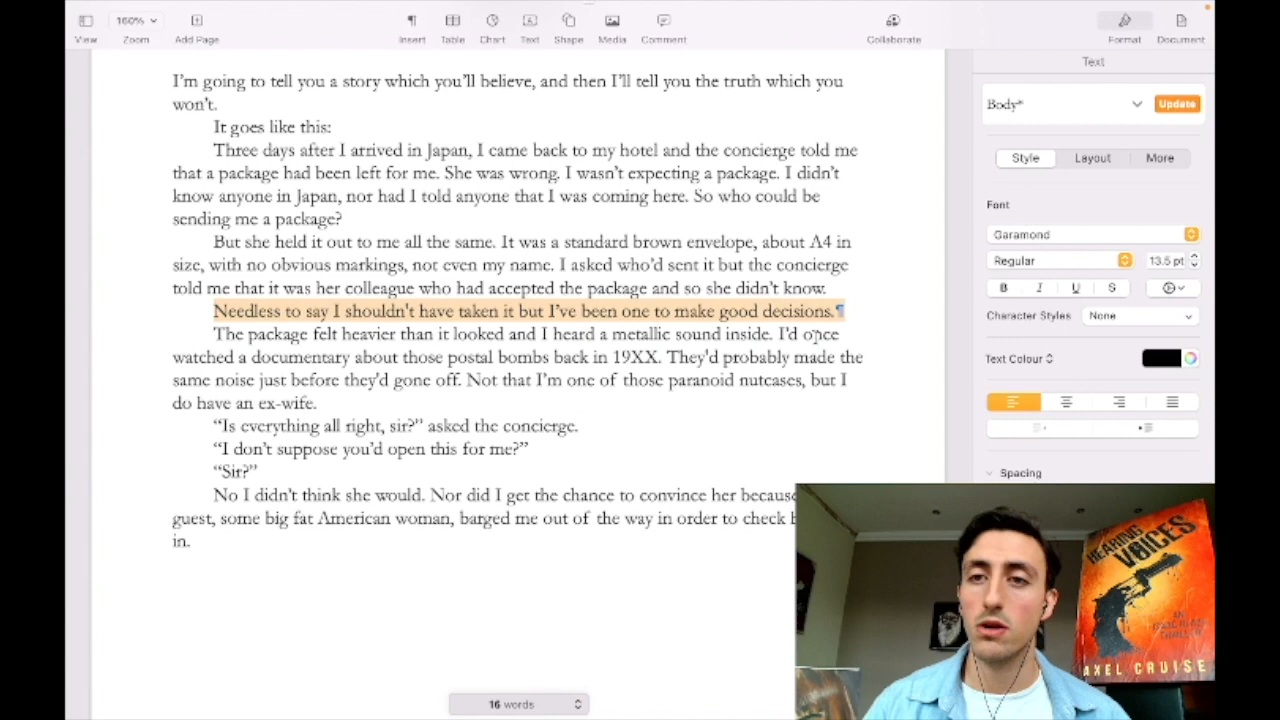 160%
View
Zoom
Add Page
Insert
Table
Chart
Text
Shape
Media
Comment
Collaborate
Format
Document
I'm going to tell you a story which you'll believe, and then I'll tell you the truth which you
won't.
It goes like this:
Three days after I arrived in Japan, I came back to my hotel and the concierge told me
that a package had been left for me. She was wrong. I wasn't expecting a package. I didn't
know anyone in Japan, nor had I told anyone that I was coming here. So who could be
sending me a package?
But she held it out to me all the same. It was a standard brown envelope, about A4 in
size, with no obvious markings, not even my name. I asked who'd sent it but the concierge
told me that it was her colleague who had accepted the package and so she didn't know.
Needless to say I shouldn't have taken it but I've been one to make good decisions.¶
The package felt heavier than it looked and I heard a metallic sound inside. I'd once
watched a documentary about those postal bombs back in 19XX. They'd probably made the
same noise just before they'd gone off. Not that I'm one of those paranoid nutcases, but I
do have an ex-wife.
“Is everything all right, sir?” asked the concierge.
“I don't suppose you'd open this for me?”
“Sir?”
No I didn't think she would. Nor did I get the chance to convince her because
guest, some big fat American woman, barged me out of the way in order to check
in.
16 words
Text
Body*
Update
Style
Layout
More
Font
Garamond
Regular
13.5 pt
B I U S
Character Styles
None
Text Colour
Spacing
HEARING
VOICES
AN
THRILLER
AXEL CRUISE